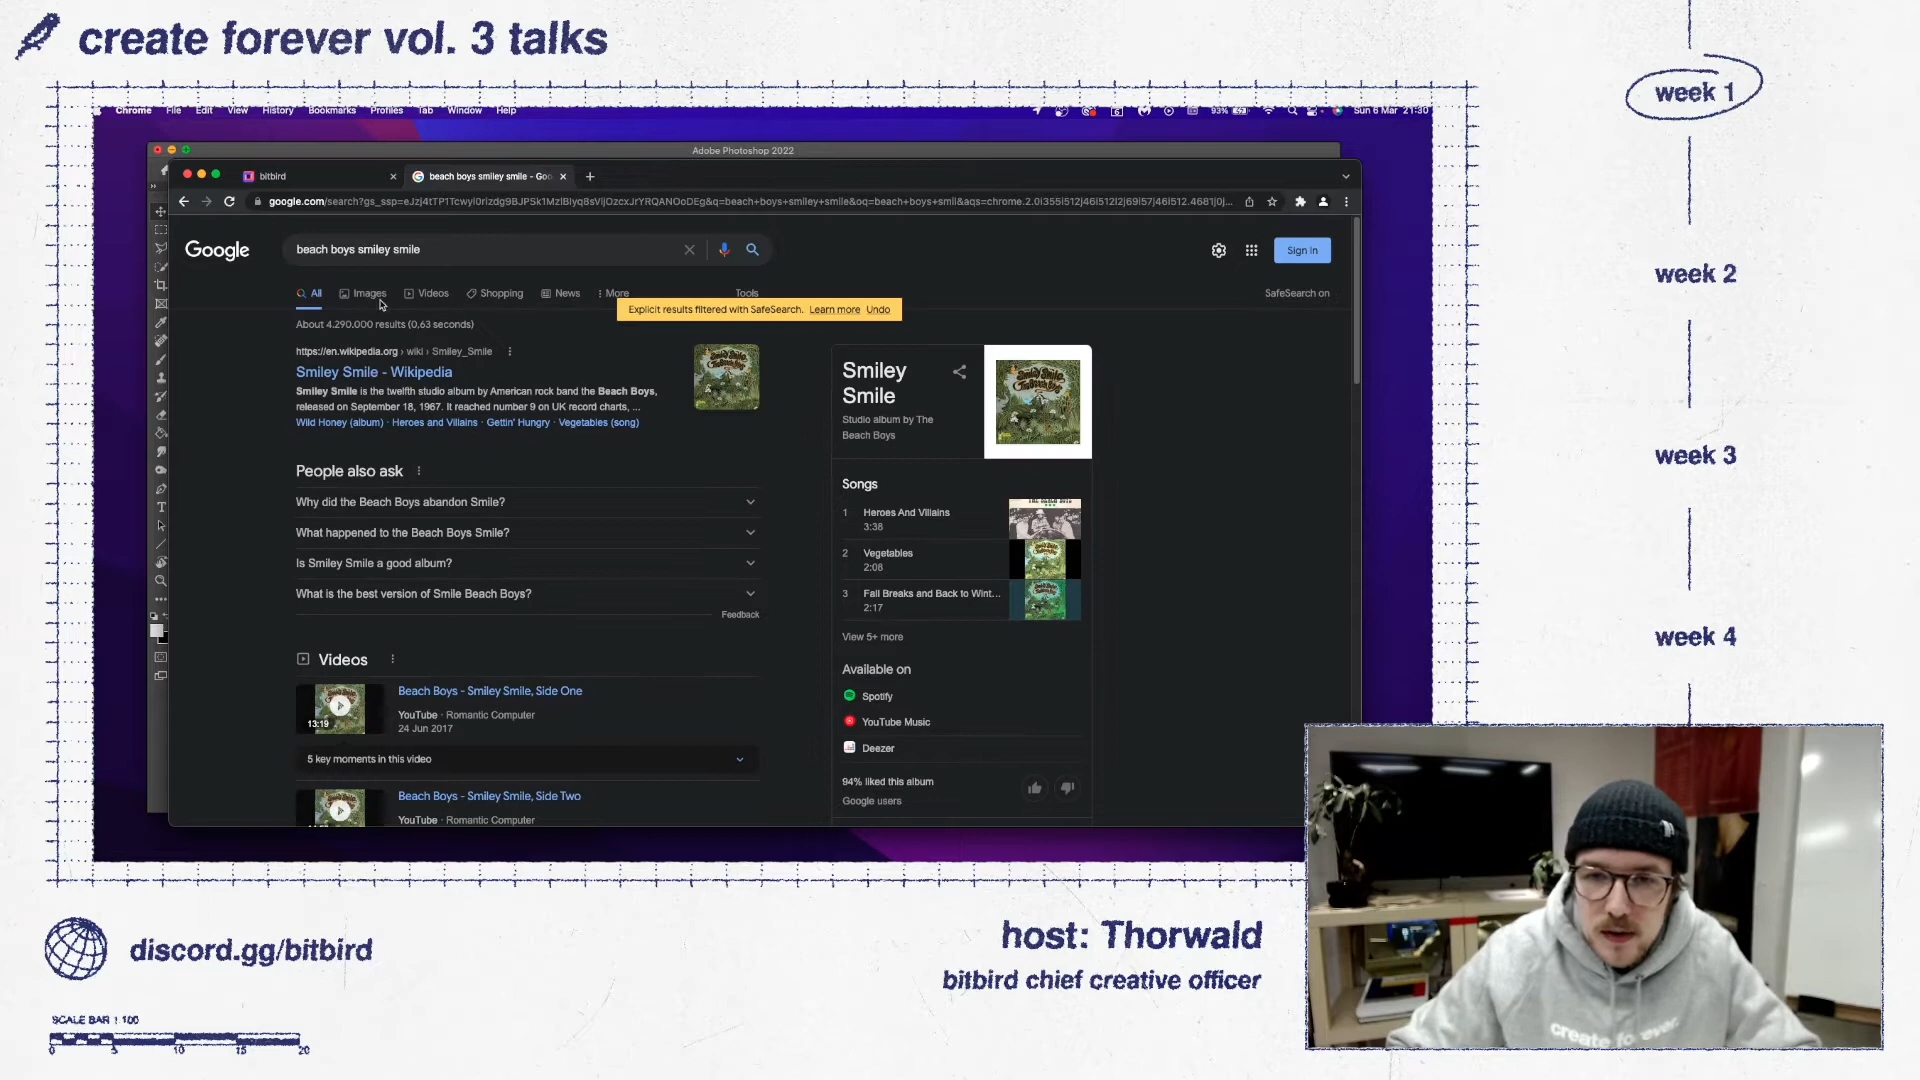 create forever vol. 3 talks
week 1
week 2
week 3
week 4
Chrome File Edit View History Bookmarks Profiles Tab Window Help
93% Sun 6 Mar 21:30
Adobe Photoshop 2022
bitbird
beach boys smiley smile - Goo
Google
beach boys smiley smile
Sign in
All Images Videos Shopping News More Tools
SafeSearch on
Explicit results filtered with SafeSearch. Learn more Undo
About 4.290.000 results (0,63 seconds)
https://en.wikipedia.org › wiki › Smiley_Smile
Smiley Smile - Wikipedia
Smiley Smile is the twelfth studio album by American rock band the Beach Boys,
released on September 18, 1967. It reached number 9 on UK record charts, ...
Wild Honey (album) · Heroes and Villains · Gettin' Hungry · Vegetables (song)
People also ask
Why did the Beach Boys abandon Smile?
What happened to the Beach Boys Smile?
Is Smiley Smile a good album?
What is the best version of Smile Beach Boys?
Feedback
Videos
13:19
Beach Boys - Smiley Smile, Side One
YouTube · Romantic Computer
24 Jun 2017
5 key moments in this video
Beach Boys - Smiley Smile, Side Two
YouTube · Romantic Computer
Smiley
Smile
Studio album by The
Beach Boys
Songs
1 Heroes And Villains
3:38
2 Vegetables
2:08
3 Fall Breaks and Back to Wint...
2:17
View 5+ more
Available on
Spotify
YouTube Music
Deezer
94% liked this album
Google users
create forever
discord.gg/bitbird
host: Thorwald
bitbird chief creative officer
SCALE BAR 1:100
0 5 10 15 20